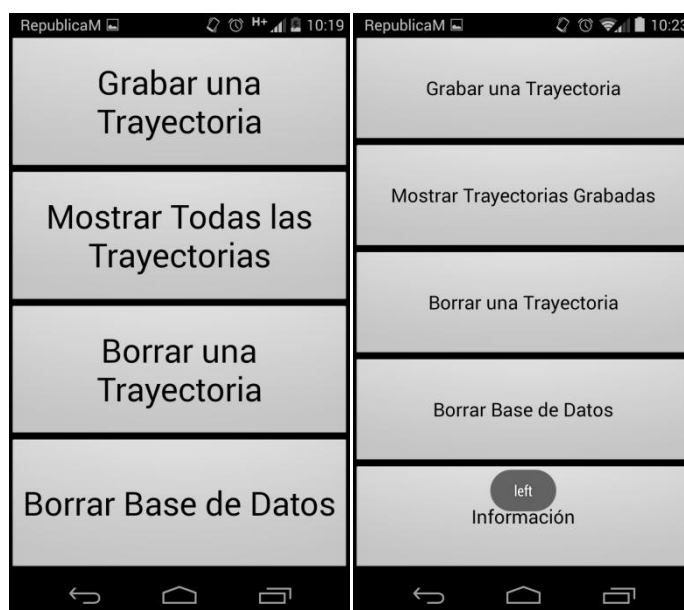 RepublicaM H+ 10:19
Grabar una
Trayectoria
Mostrar Todas las
Trayectorias
Borrar una
Trayectoria
Borrar Base de Datos
RepublicaM 10:23
Grabar una Trayectoria
Mostrar Trayectorias Grabadas
Borrar una Trayectoria
Borrar Base de Datos
left
Información